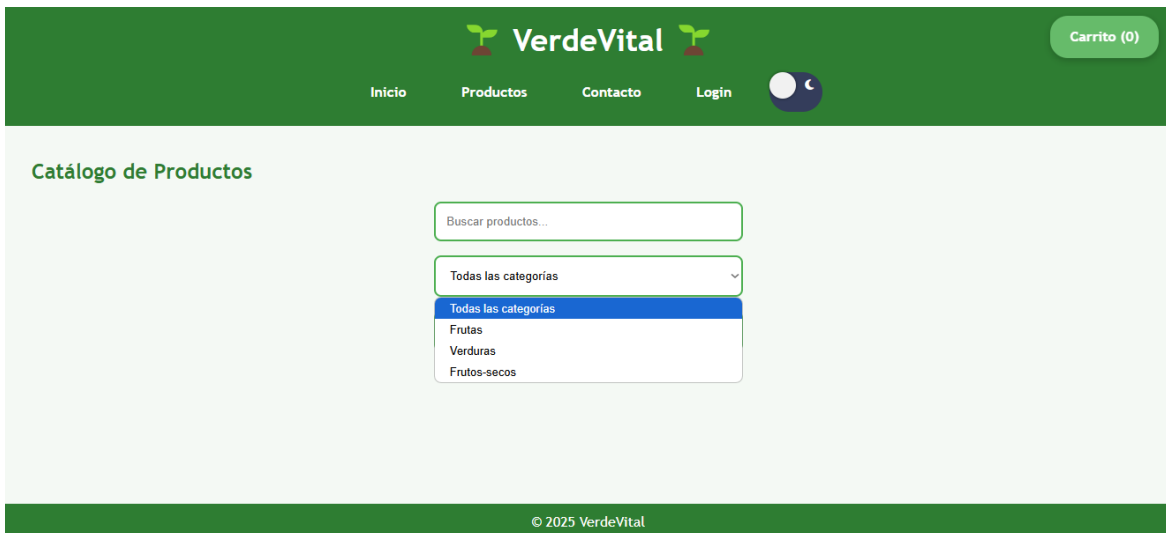 VerdeVital
Carrito (0)
Inicio Productos Contacto Login
Catálogo de Productos
Buscar productos...
Todas las categorías
Todas las categorías
Frutas
Verduras
Frutos-secos
© 2025 VerdeVital